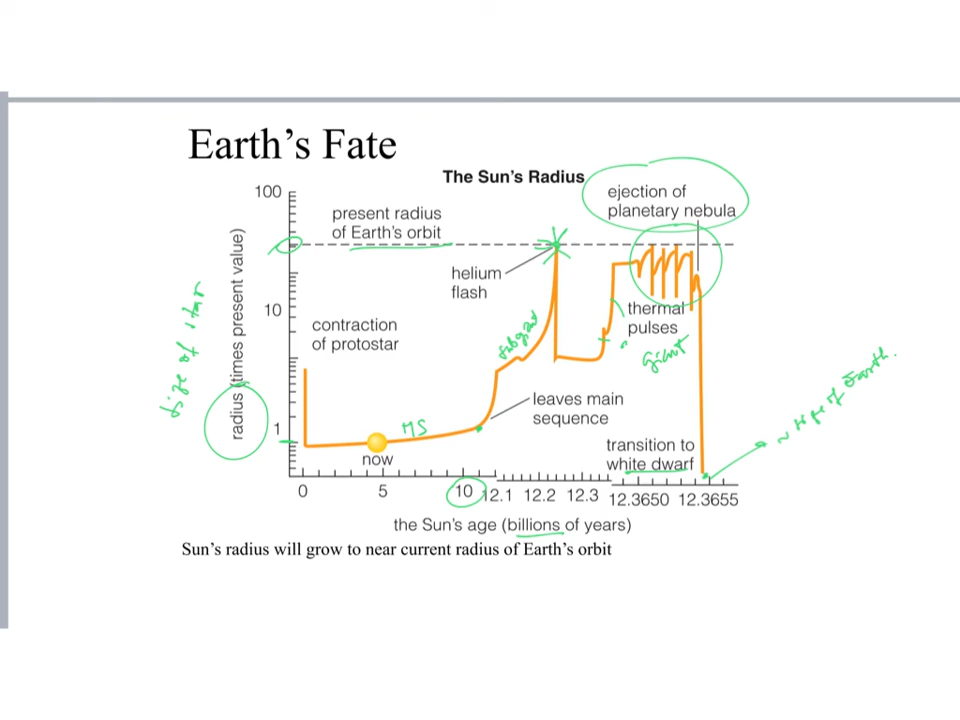 Earth's Fate
The Sun's Radius
100
10
1
radius (times present value)
size of star
present radius
of Earth's orbit
ejection of
planetary nebula
helium
flash
contraction
of protostar
thermal
pulses
Giant
leaves main
sequence
MS
now
transition to
white dwarf
0 5 10 12.1 12.2 12.3 12.3650 12.3655
the Sun's age (billions of years)
Sun's radius will grow to near current radius of Earth's orbit
of Earth.